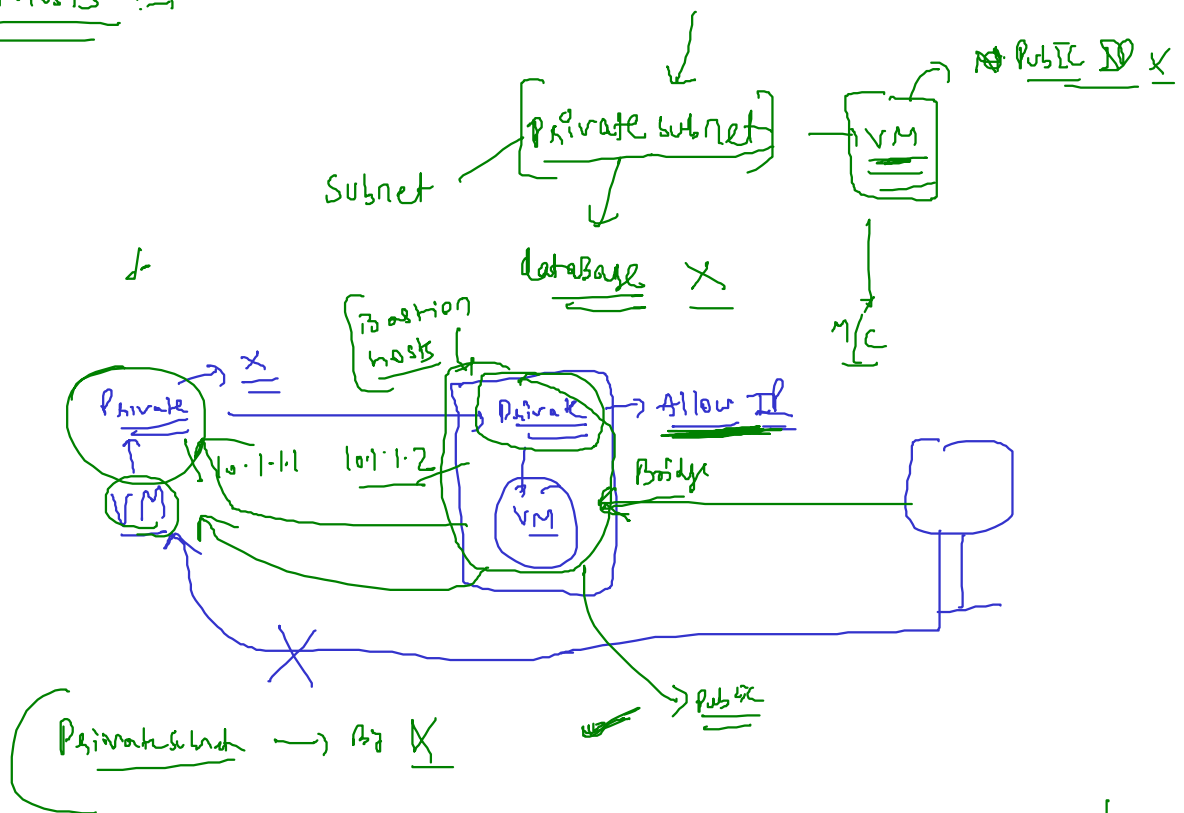 Public IP X
Private subnet
VM
Subnet
dataBase X
M/C
Bastion
hosts
X
Private
Private
Allow IP
10.1.1.1
10.1.1.2
Bridge
VM
VM
Public
Private subnet → By X